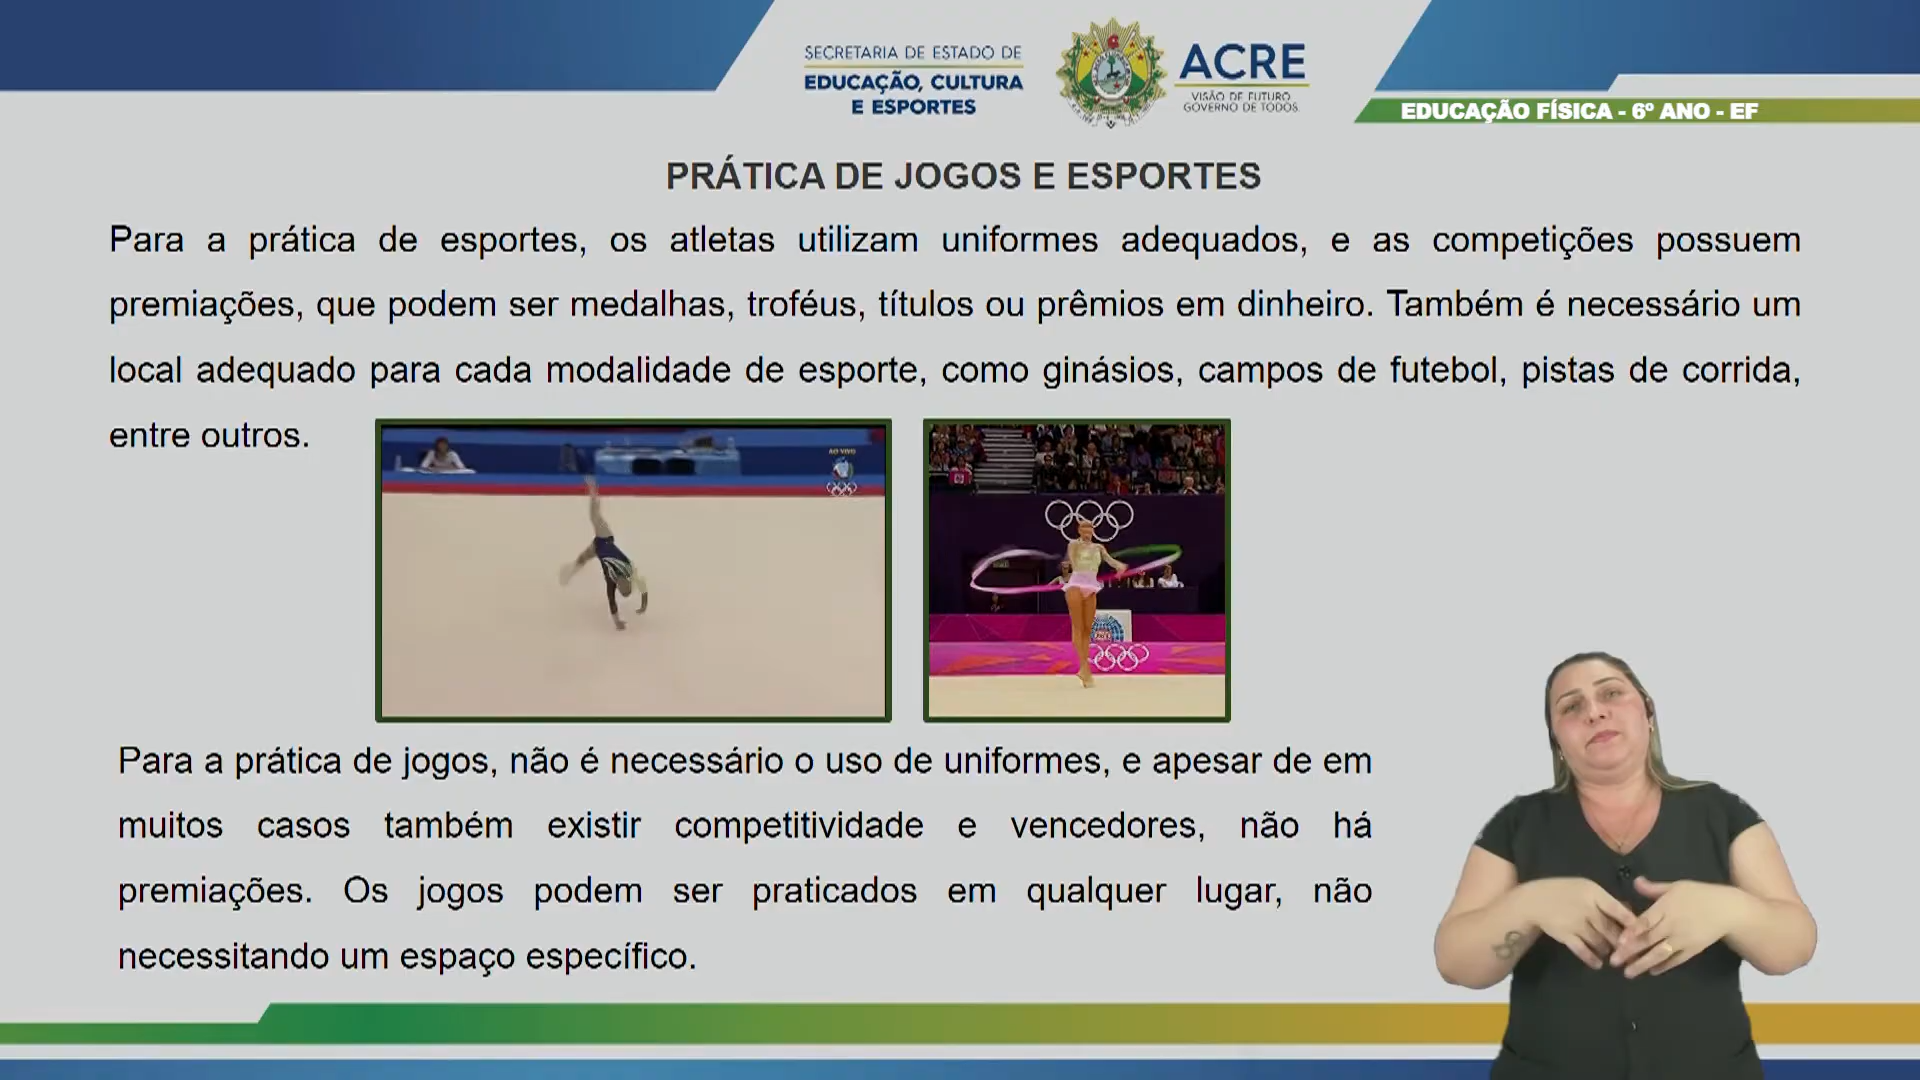 SECRETARIA DE ESTADO DE
EDUCAÇÃO, CULTURA
E ESPORTES
ACRE
VISÃO DE FUTURO
GOVERNO DE TODOS
EDUCAÇÃO FÍSICA - 6º ANO - EF
PRÁTICA DE JOGOS E ESPORTES
Para a prática de esportes, os atletas utilizam uniformes adequados, e as competições possuem
premiações, que podem ser medalhas, troféus, títulos ou prêmios em dinheiro. Também é necessário um
local adequado para cada modalidade de esporte, como ginásios, campos de futebol, pistas de corrida,
entre outros.
AO VIVO
Para a prática de jogos, não é necessário o uso de uniformes, e apesar de em
muitos casos também existir competitividade e vencedores, não há
premiações. Os jogos podem ser praticados em qualquer lugar, não
necessitando um espaço específico.